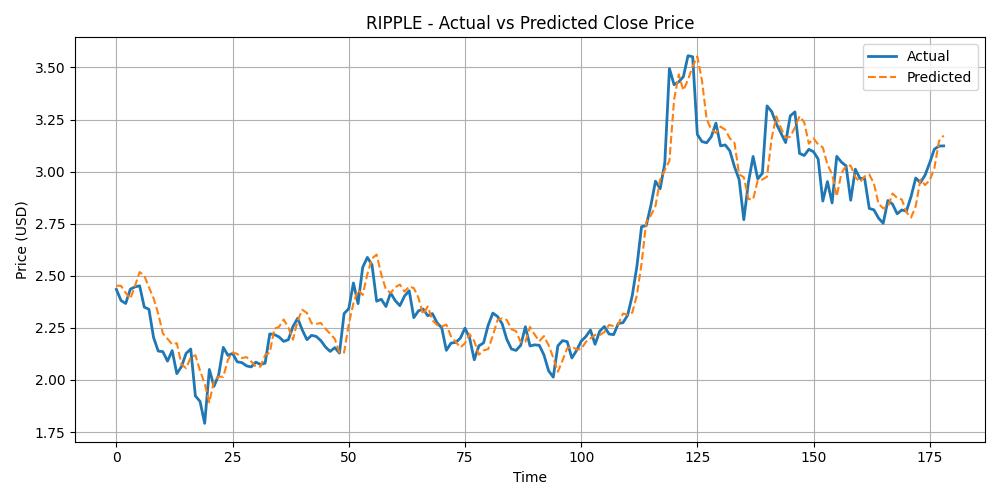 RIPPLE - Actual vs Predicted Close Price
Actual
Predicted
3.50
3.25
3.00
2.75
2.50
2.25
2.00
1.75
Price (USD)
0 25 50 75 100 125 150 175
Time